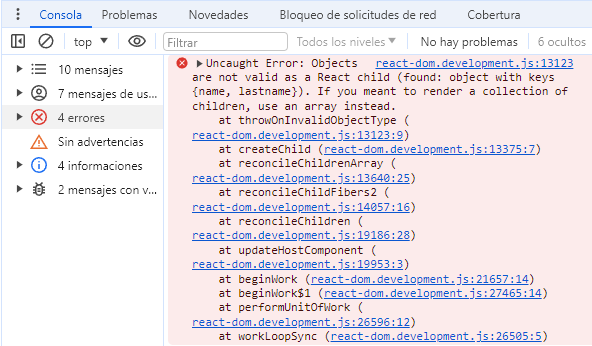 Consola Problemas Novedades Bloqueo de solicitudes de red Cobertura
top Filtrar Todos los niveles No hay problemas 6 ocultos
10 mensajes
7 mensajes de us...
4 errores
Sin advertencias
4 informaciones
2 mensajes con v...
Uncaught Error: Objects react-dom.development.js:13123
are not valid as a React child (found: object with keys
{name, lastname}). If you meant to render a collection of
children, use an array instead.
at throwOnInvalidObjectType (
react-dom.development.js:13123:9)
at createChild (react-dom.development.js:13375:7)
at reconcileChildrenArray (
react-dom.development.js:13640:25)
at reconcileChildFibers2 (
react-dom.development.js:14057:16)
at reconcileChildren (
react-dom.development.js:19186:28)
at updateHostComponent (
react-dom.development.js:19953:3)
at beginWork (react-dom.development.js:21657:14)
at beginWork$1 (react-dom.development.js:27465:14)
at performUnitOfWork (
react-dom.development.js:26596:12)
at workLoopSync (react-dom.development.js:26505:5)